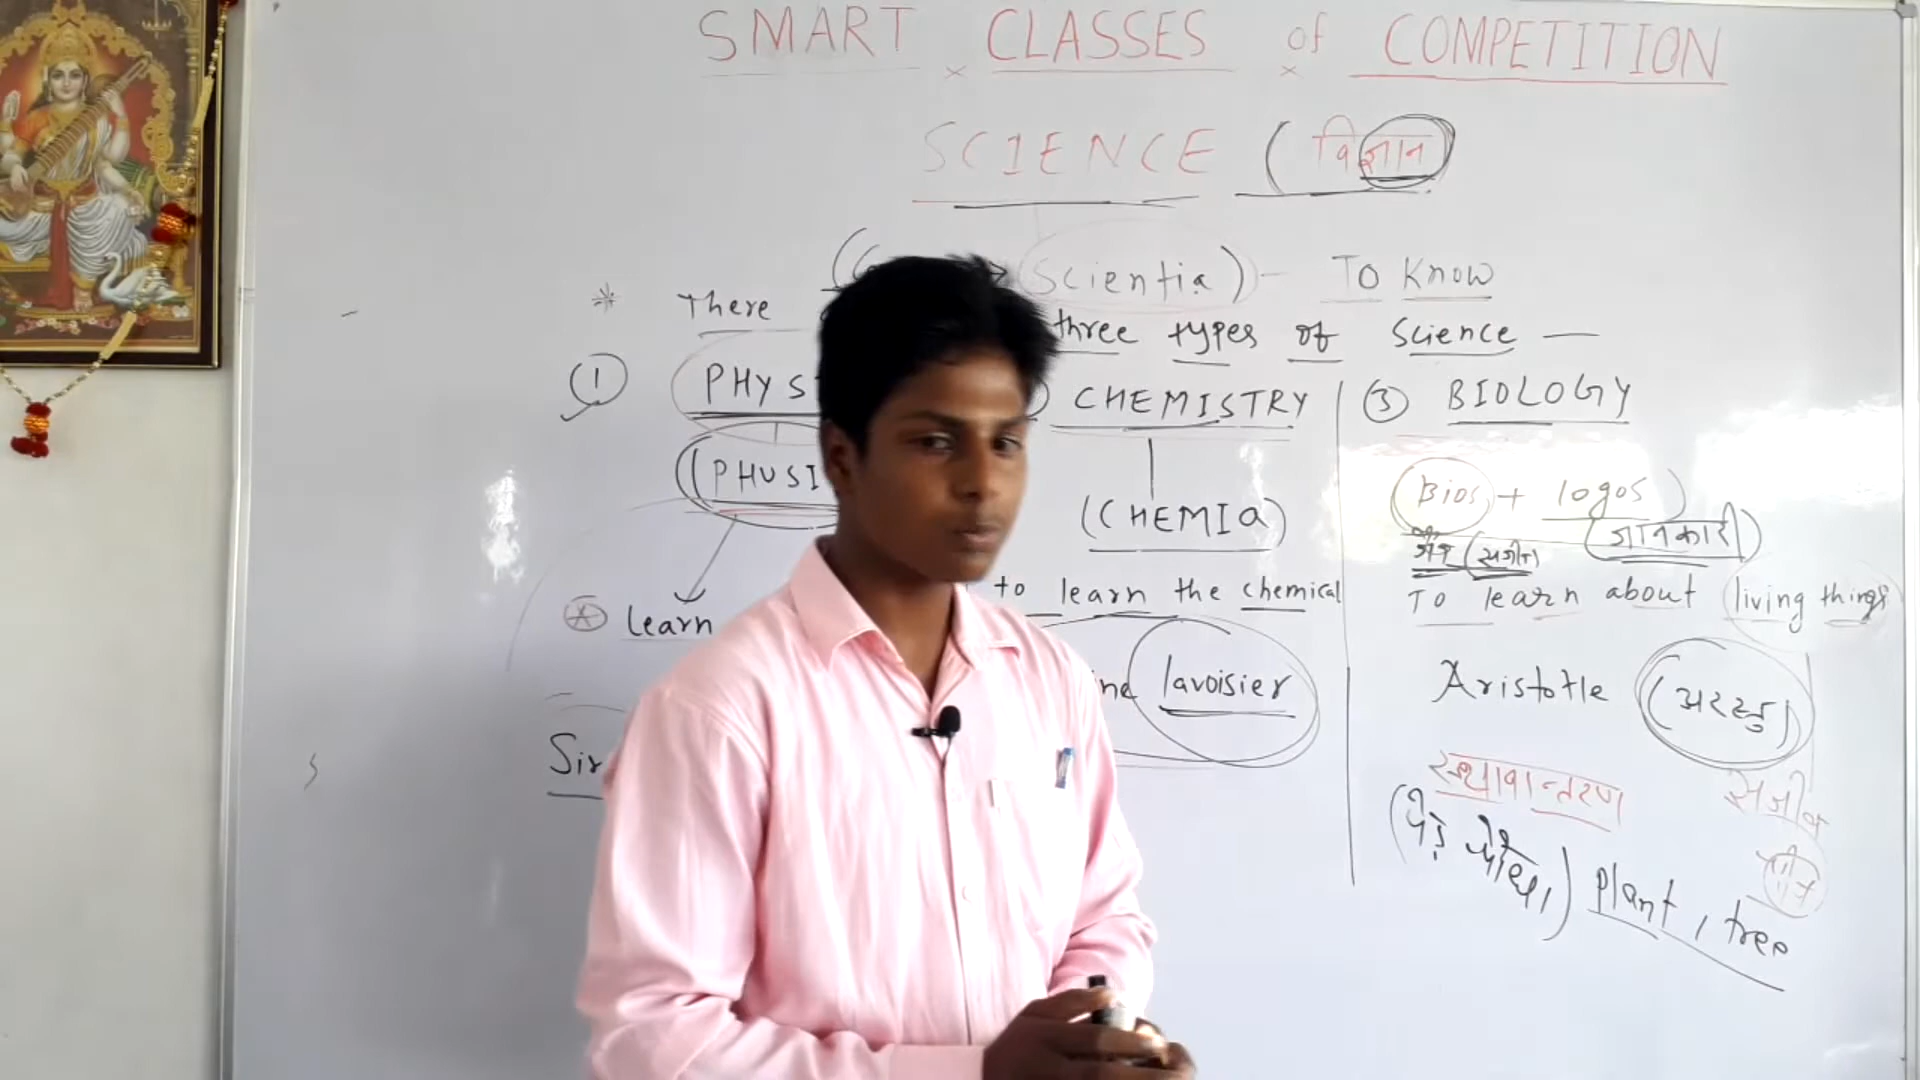 SMART CLASSES of COMPETITION
SCIENCE (विज्ञान
Scientia) - To Know
* There three types of Science —
① PHYS CHEMISTRY ③ BIOLOGY
(PHUSI (CHEMIA) Bios + logos)
(सजीव) (जानकारी)
Learn to learn the chemical To learn about living things
lavoisier Aristotle (अरस्तु)
Sir स्थावान्तरण सजीव
(पेड़ पौधा) plant, tree